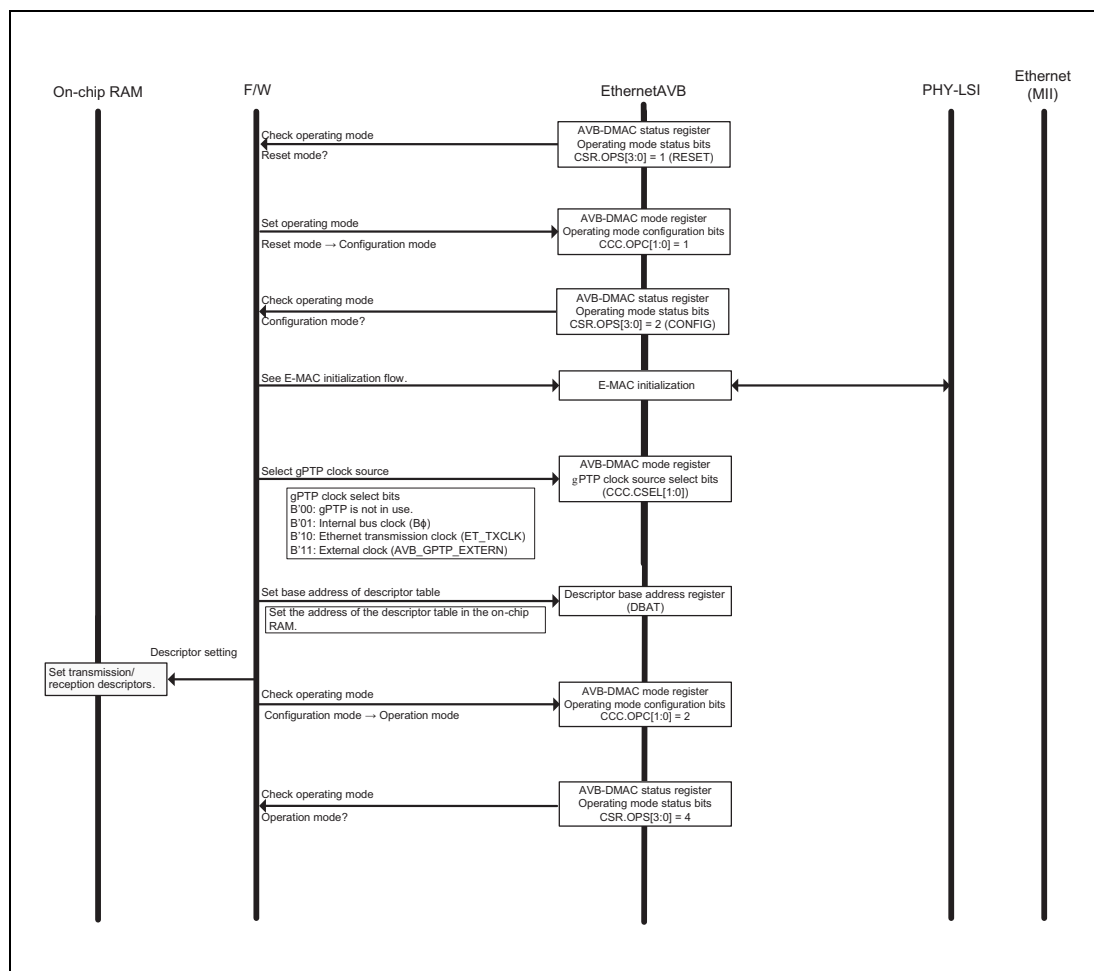 On-chip RAM
F/W
EthernetAVB
PHY-LSI
Ethernet
(MII)
Check operating mode
Reset mode?
AVB-DMAC status register
Operating mode status bits
CSR.OPS[3:0] = 1 (RESET)
Set operating mode
Reset mode → Configuration mode
AVB-DMAC mode register
Operating mode configuration bits
CCC.OPC[1:0] = 1
Check operating mode
Configuration mode?
AVB-DMAC status register
Operating mode status bits
CSR.OPS[3:0] = 2 (CONFIG)
See E-MAC initialization flow.
E-MAC initialization
Select gPTP clock source
AVB-DMAC mode register
gPTP clock source select bits
(CCC.CSEL[1:0])
gPTP clock select bits
B'00: gPTP is not in use.
B'01: Internal bus clock (Bϕ)
B'10: Ethernet transmission clock (ET_TXCLK)
B'11: External clock (AVB_GPTP_EXTERN)
Set base address of descriptor table
Descriptor base address register
(DBAT)
Set the address of the descriptor table in the on-chip
RAM.
Descriptor setting
Set transmission/
reception descriptors.
Check operating mode
Configuration mode → Operation mode
AVB-DMAC mode register
Operating mode configuration bits
CCC.OPC[1:0] = 2
Check operating mode
Operation mode?
AVB-DMAC status register
Operating mode status bits
CSR.OPS[3:0] = 4